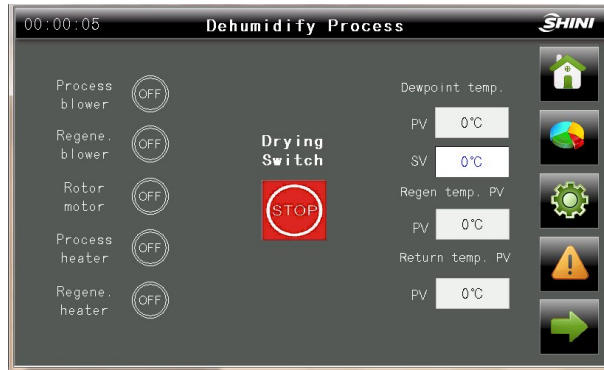 00:00:05
Dehumidify Process
SHINI
Process
blower
OFF
Regene.
blower
OFF
Rotor
motor
OFF
Process
heater
OFF
Regene.
heater
OFF
Drying
Switch
STOP
Dewpoint temp.
PV 0℃
SV 0℃
Regen temp. PV
PV 0℃
Return temp. PV
PV 0℃